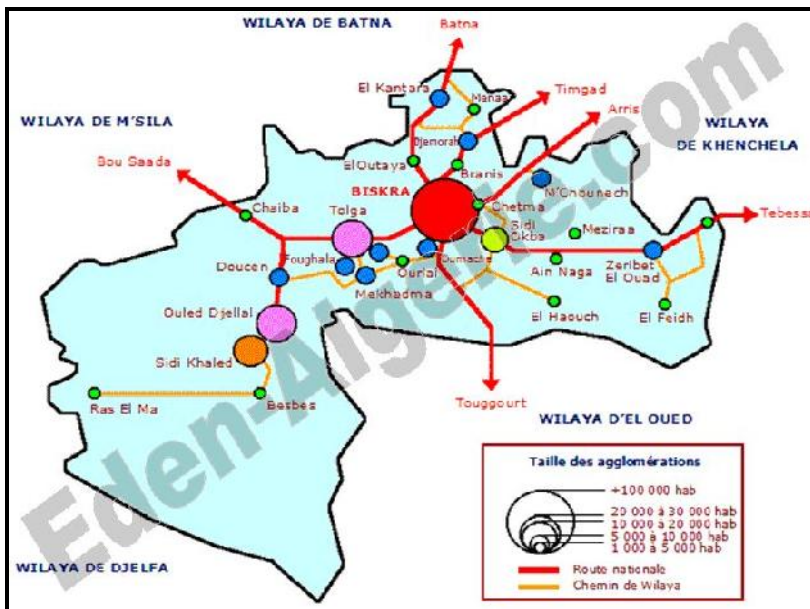 WILAYA DE BATNA
Batna
El Kantara
Menaa
Timgad
Arris
WILAYA DE M'SILA
WILAYA
DE KHENCHELA
Djemorah
Bou Saada
El Outaya
Branis
BISKRA
M'Chounech
Chetma
Tebessa
Chaiba
Tolga
Sidi
Okba
Meziraa
Foughala
Oumache
Doucen
Ourlal
Ain Naga
Zeribet
El Ouad
Mekhadma
Ouled Djellal
El Haouch
El Feidh
Sidi Khaled
Ras El Ma
Besbes
Touggourt
WILAYA D'EL OUED
Taille des agglomérations
+100 000 hab
20 000 à 30 000 hab
10 000 à 20 000 hab
5 000 à 10 000 hab
1 000 à 5 000 hab
Route nationale
Chemin de Wilaya
WILAYA DE DJELFA
Eden-Algerie.com